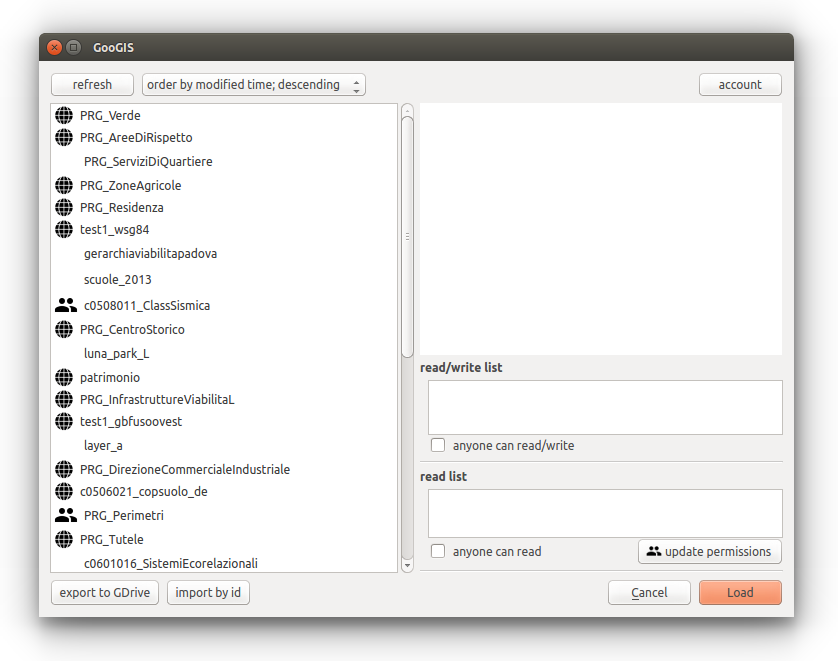 GooGIS
refresh
order by modified time; descending
account
PRG_Verde
PRG_AreeDiRispetto
PRG_ServiziDiQuartiere
PRG_ZoneAgricole
PRG_Residenza
test1_wsg84
gerarchiaviabilitapadova
scuole_2013
c0508011_ClassSismica
PRG_CentroStorico
luna_park_L
patrimonio
PRG_InfrastruttureViabilitaL
test1_gbfusoovest
layer_a
PRG_DirezioneCommercialeIndustriale
c0506021_copsuolo_de
PRG_Perimetri
PRG_Tutele
c0601016_SistemiEcorelazionali
read/write list
anyone can read/write
read list
anyone can read
update permissions
export to GDrive
import by id
Cancel
Load